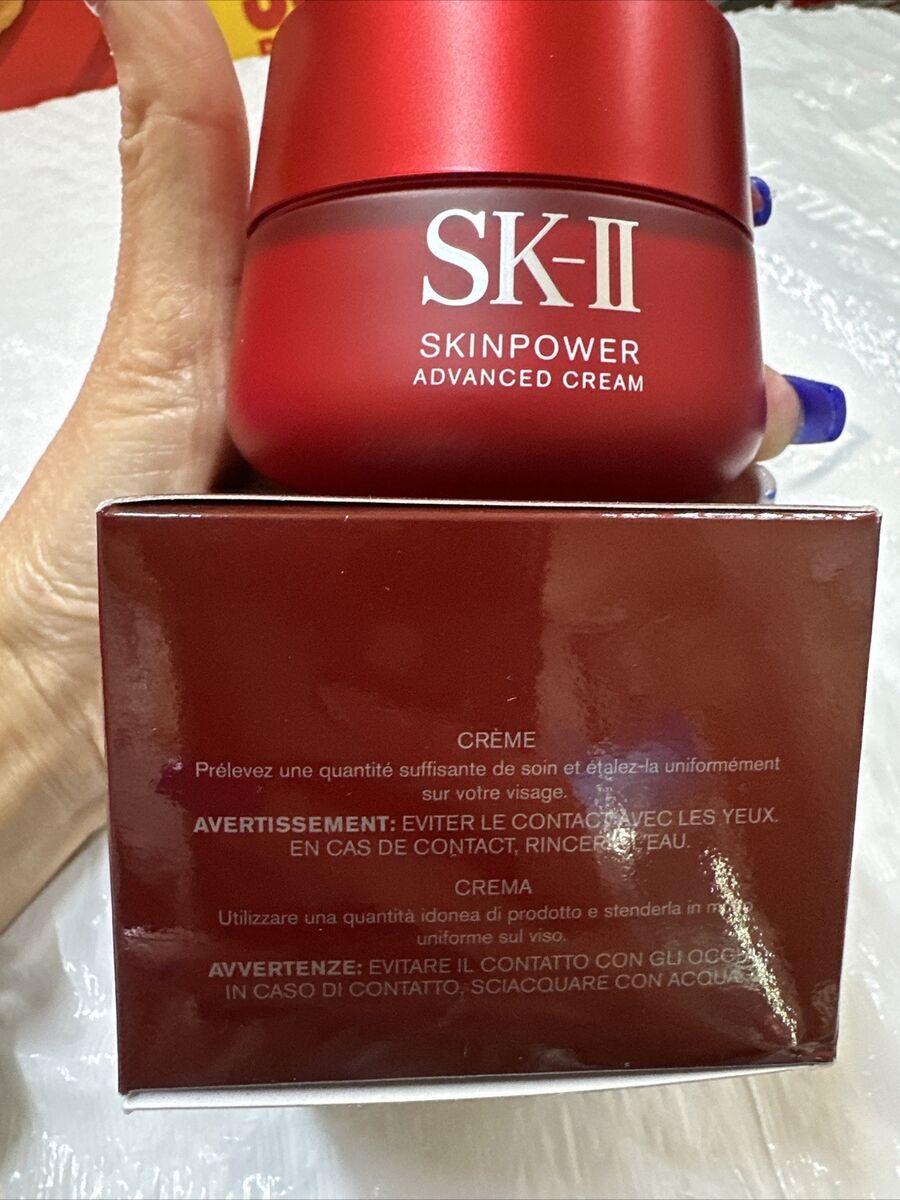 SK-II
SKINPOWER
ADVANCED CREAM
CRÈME
Prélevez une quantité suffisante de soin et étalez-la uniformément
sur votre visage.
AVERTISSEMENT: EVITER LE CONTACT AVEC LES YEUX.
EN CAS DE CONTACT, RINCER L'EAU.
CREMA
Utilizzare una quantità idonea di prodotto e stenderla in
uniforme sul viso.
AVVERTENZE: EVITARE IL CONTATTO CON GLI
IN CASO DI CONTATTO, SCIACQUARE CON ACQUA